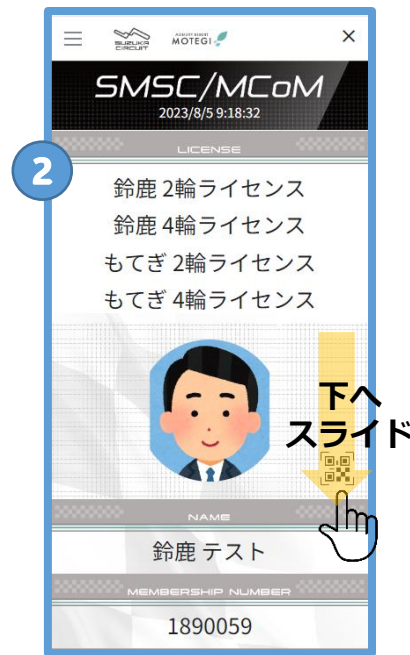 SUZUKA
CIRCUIT
MOBILITY RESORT
MOTEGI
×
SMSC/MCoM
2023/8/5 9:18:32
LICENSE
2
鈴鹿 2輪ライセンス
鈴鹿 4輪ライセンス
もてぎ 2輪ライセンス
もてぎ 4輪ライセンス
下へ
スライド
NAME
鈴鹿 テスト
MEMBERSHIP NUMBER
1890059